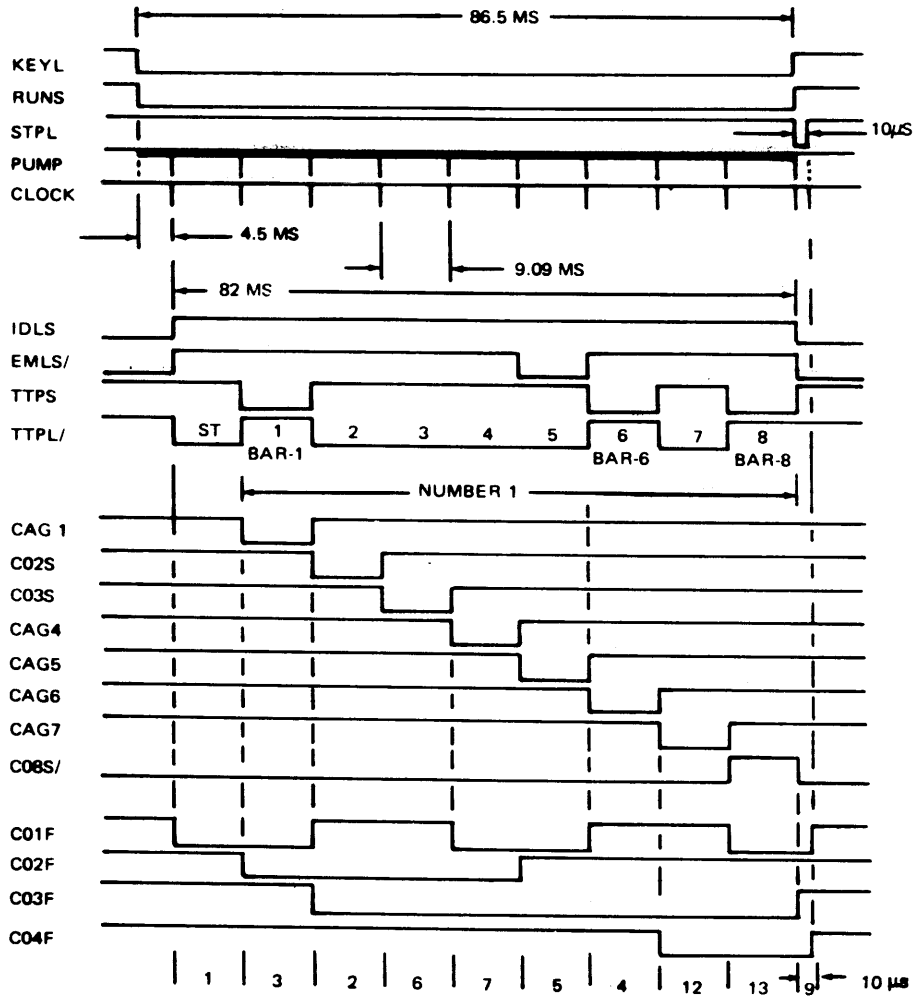 86.5 MS
KEYL
RUNS
STPL
10µS
PUMP
CLOCK
4.5 MS
9.09 MS
82 MS
IDLS
EMLS/
TTPS
TTPL/
ST 1 2 3 4 5 6 7 8
BAR-1 BAR-6 BAR-8
NUMBER 1
CAG 1
C02S
C03S
CAG4
CAG5
CAG6
CAG7
C08S/
C01F
C02F
C03F
C04F
1 3 2 6 7 5 4 12 13 9 10 µs